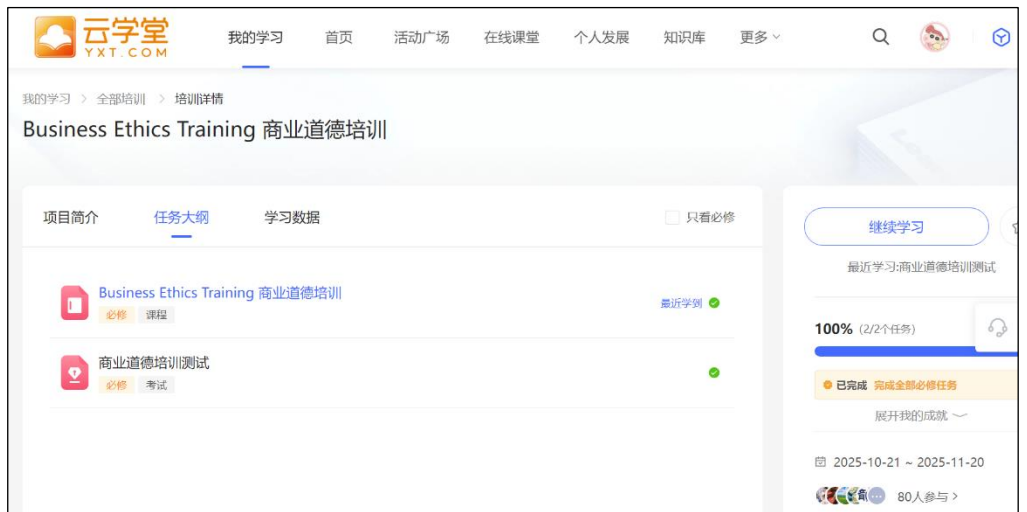 云学堂
YXT.COM
我的学习 首页 活动广场 在线课堂 个人发展 知识库 更多
我的学习 > 全部培训 > 培训详情
Business Ethics Training 商业道德培训
项目简介 任务大纲 学习数据 只看必修
Business Ethics Training 商业道德培训
必修 课程
最近学到
商业道德培训测试
必修 考试
继续学习
最近学习:商业道德培训测试
100% (2/2个任务)
已完成 完成全部必修任务
展开我的成就
2025-10-21 ~ 2025-11-20
80人参与 >